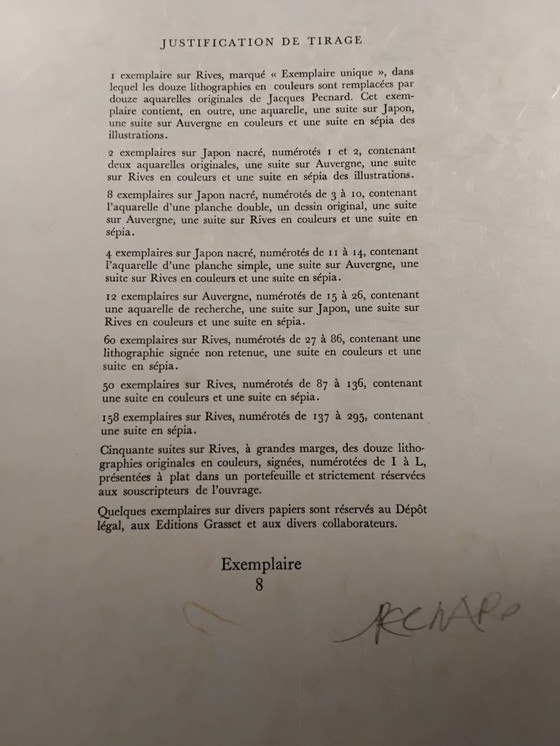 JUSTIFICATION DE TIRAGE
1 exemplaire sur Rives, marqué « Exemplaire unique », dans
lequel les douze lithographies en couleurs sont remplacées par
douze aquarelles originales de Jacques Pecnard. Cet exem-
plaire contient, en outre, une aquarelle, une suite sur Japon,
une suite sur Auvergne en couleurs et une suite en sépia des
illustrations.
2 exemplaires sur Japon nacré, numérotés 1 et 2, contenant
deux aquarelles originales, une suite sur Auvergne, une suite
sur Rives en couleurs et une suite en sépia des illustrations.
8 exemplaires sur Japon nacré, numérotés de 3 à 10, contenant
l'aquarelle d'une planche double, un dessin original, une suite
sur Auvergne, une suite sur Rives en couleurs et une suite en
sépia.
4 exemplaires sur Japon nacré, numérotés de 11 à 14, contenant
l'aquarelle d'une planche simple, une suite sur Auvergne, une
suite sur Rives en couleurs et une suite en sépia.
12 exemplaires sur Auvergne, numérotés de 15 à 26, contenant
une aquarelle de recherche, une suite sur Japon, une suite sur
Rives en couleurs et une suite en sépia.
60 exemplaires sur Rives, numérotés de 27 à 86, contenant une
lithographie signée non retenue, une suite en couleurs et une
suite en sépia.
50 exemplaires sur Rives, numérotés de 87 à 136, contenant
une suite en couleurs et une suite en sépia.
158 exemplaires sur Rives, numérotés de 137 à 295, contenant
une suite en sépia.
Cinquante suites sur Rives, à grandes marges, des douze litho-
graphies originales en couleurs, signées, numérotées de I à L,
présentées à plat dans un portefeuille et strictement réservées
aux souscripteurs de l'ouvrage.
Quelques exemplaires sur divers papiers sont réservés au Dépôt
légal, aux Editions Grasset et aux divers collaborateurs.
Exemplaire
8
PECNARD